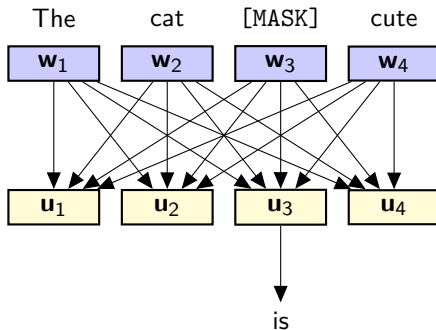 The cat [MASK] cute
w₁ w₂ w₃ w₄
u₁ u₂ u₃ u₄
is